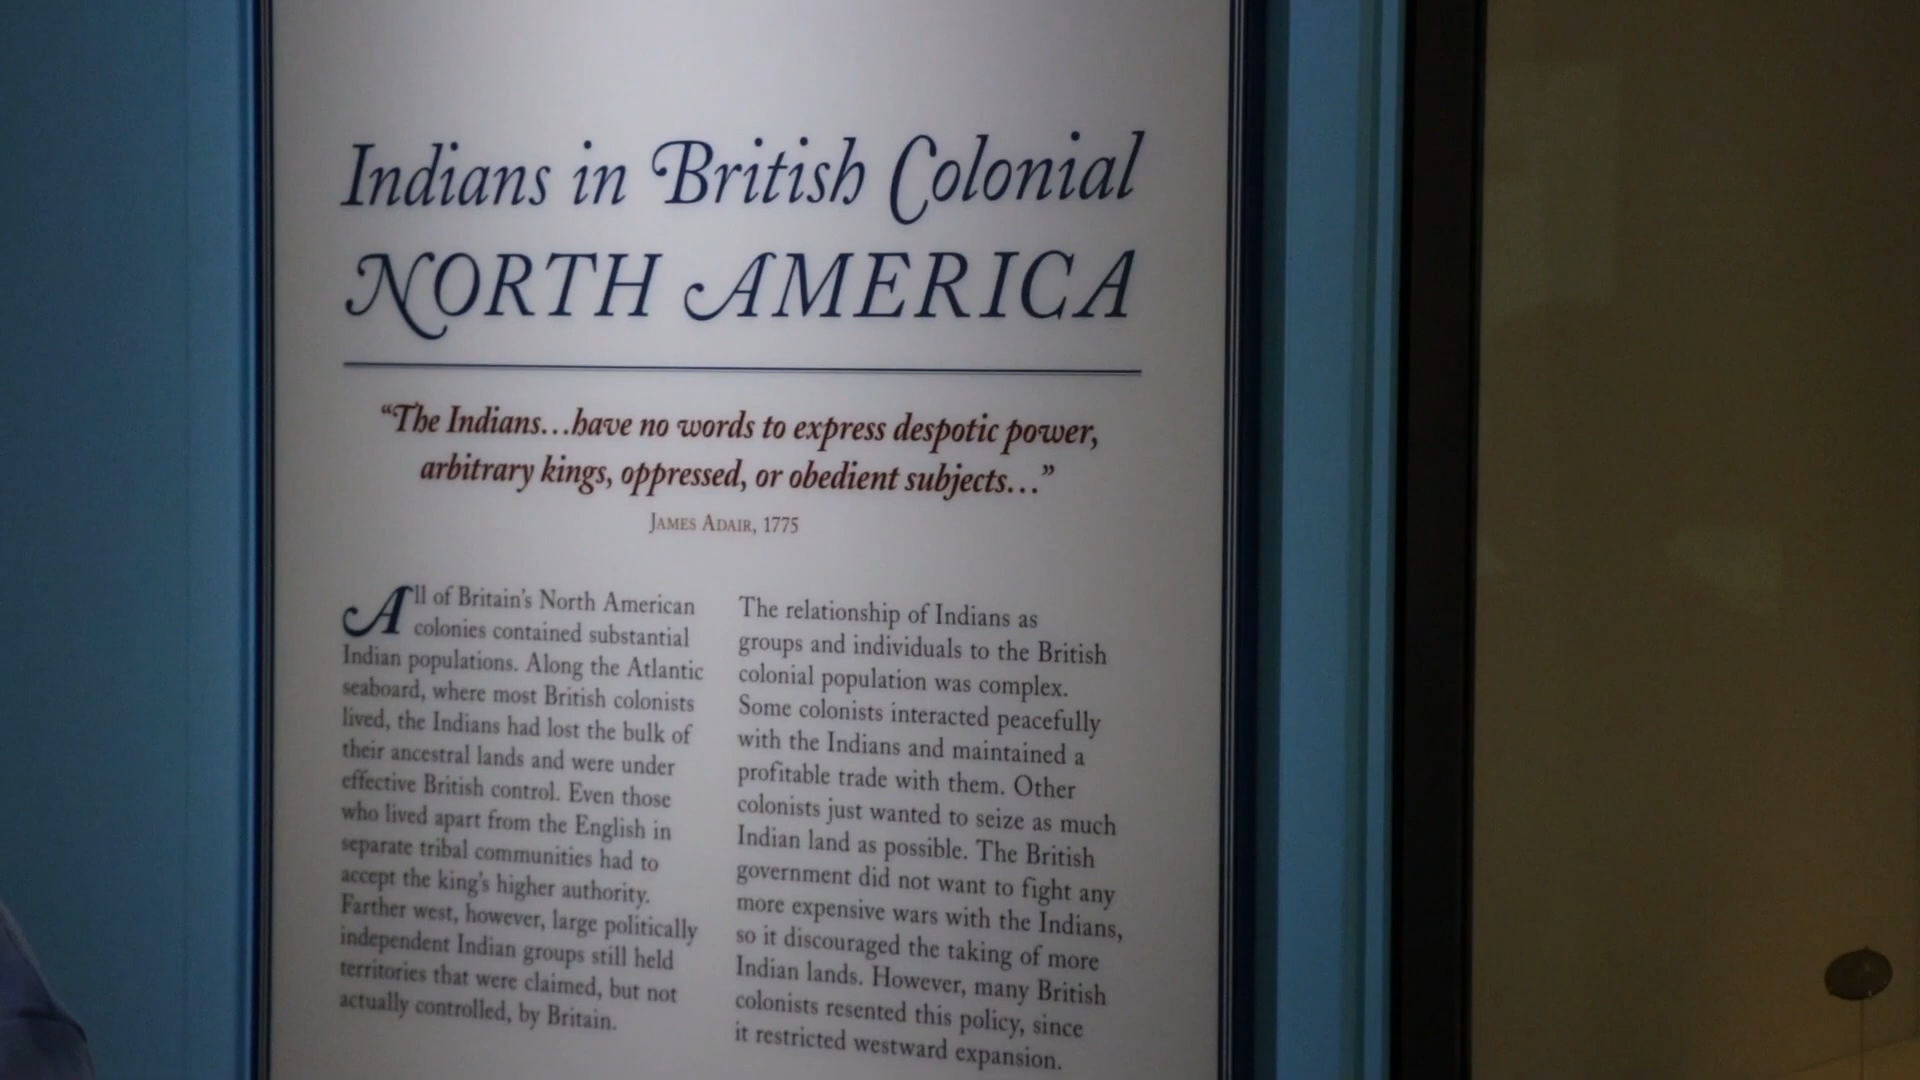 Indians in British Colonial
NORTH AMERICA
“The Indians…have no words to express despotic power,
arbitrary kings, oppressed, or obedient subjects…”
JAMES ADAIR, 1775
All of Britain's North American
colonies contained substantial
Indian populations. Along the Atlantic
seaboard, where most British colonists
lived, the Indians had lost the bulk of
their ancestral lands and were under
effective British control. Even those
who lived apart from the English in
separate tribal communities had to
accept the king's higher authority.
Farther west, however, large politically
independent Indian groups still held
territories that were claimed, but not
actually controlled, by Britain.
The relationship of Indians as
groups and individuals to the British
colonial population was complex.
Some colonists interacted peacefully
with the Indians and maintained a
profitable trade with them. Other
colonists just wanted to seize as much
Indian land as possible. The British
government did not want to fight any
more expensive wars with the Indians,
so it discouraged the taking of more
Indian lands. However, many British
colonists resented this policy, since
it restricted westward expansion.